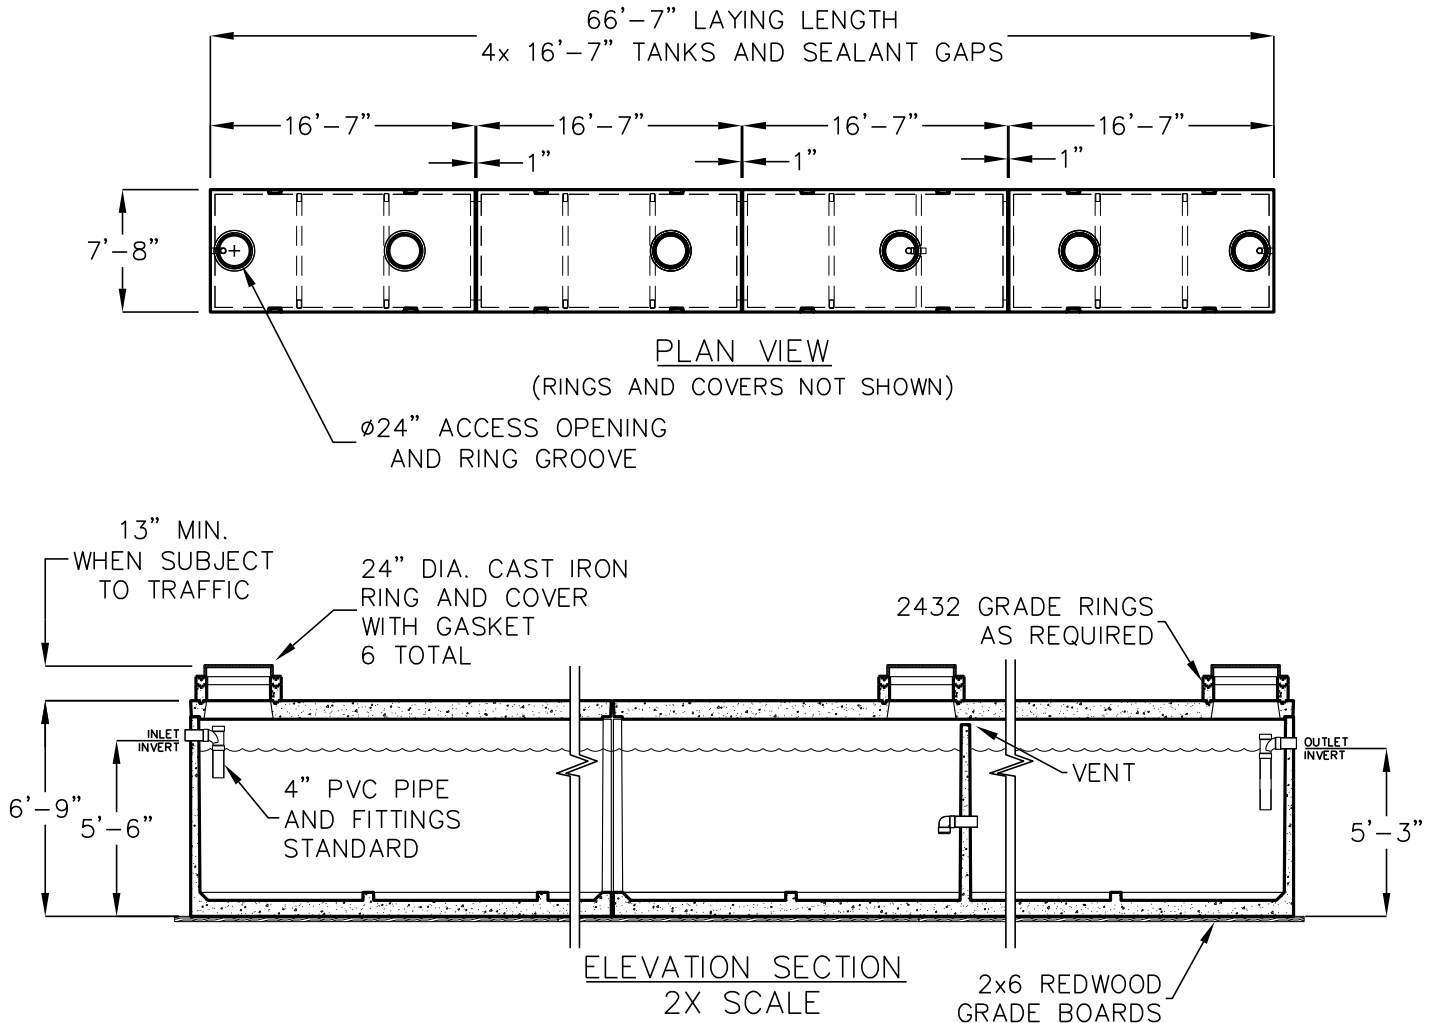 66'-7" LAYING LENGTH
4x 16'-7" TANKS AND SEALANT GAPS
16'-7"
16'-7"
16'-7"
16'-7"
1"
1"
1"
7'-8"
PLAN VIEW
(RINGS AND COVERS NOT SHOWN)
ø24" ACCESS OPENING
AND RING GROOVE
13" MIN.
WHEN SUBJECT
TO TRAFFIC
24" DIA. CAST IRON
RING AND COVER
WITH GASKET
6 TOTAL
2432 GRADE RINGS
AS REQUIRED
INLET
INVERT
OUTLET
INVERT
VENT
4" PVC PIPE
AND FITTINGS
STANDARD
6'-9"
5'-6"
5'-3"
ELEVATION SECTION
2X SCALE
2x6 REDWOOD
GRADE BOARDS